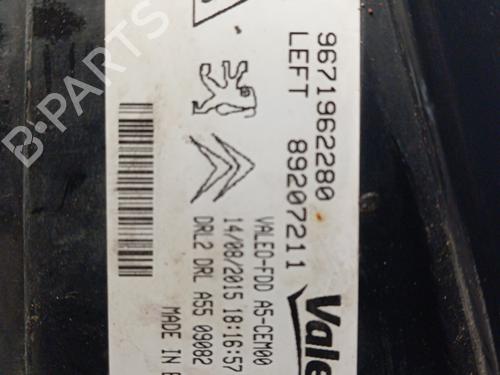 9671962280
LEFT 89207211
Vale
VALEO-FDD A5-CEM00
14/08/2015 18:16:57
DRL2 DRL A55 09082
MADE IN
B-PARTS